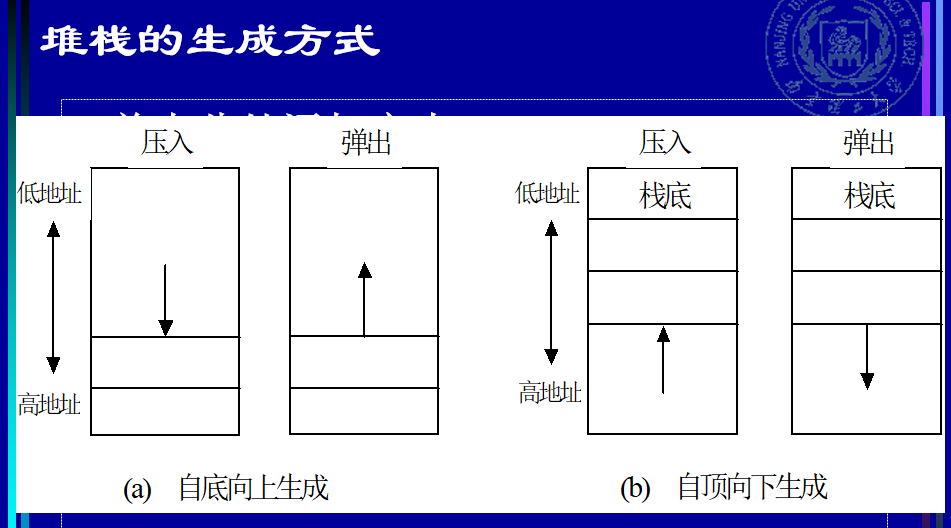 堆栈的生成方式
压入 弹出 压入 弹出
低地址 低地址 栈底 栈底
高地址 高地址
(a) 自底向上生成 (b) 自顶向下生成